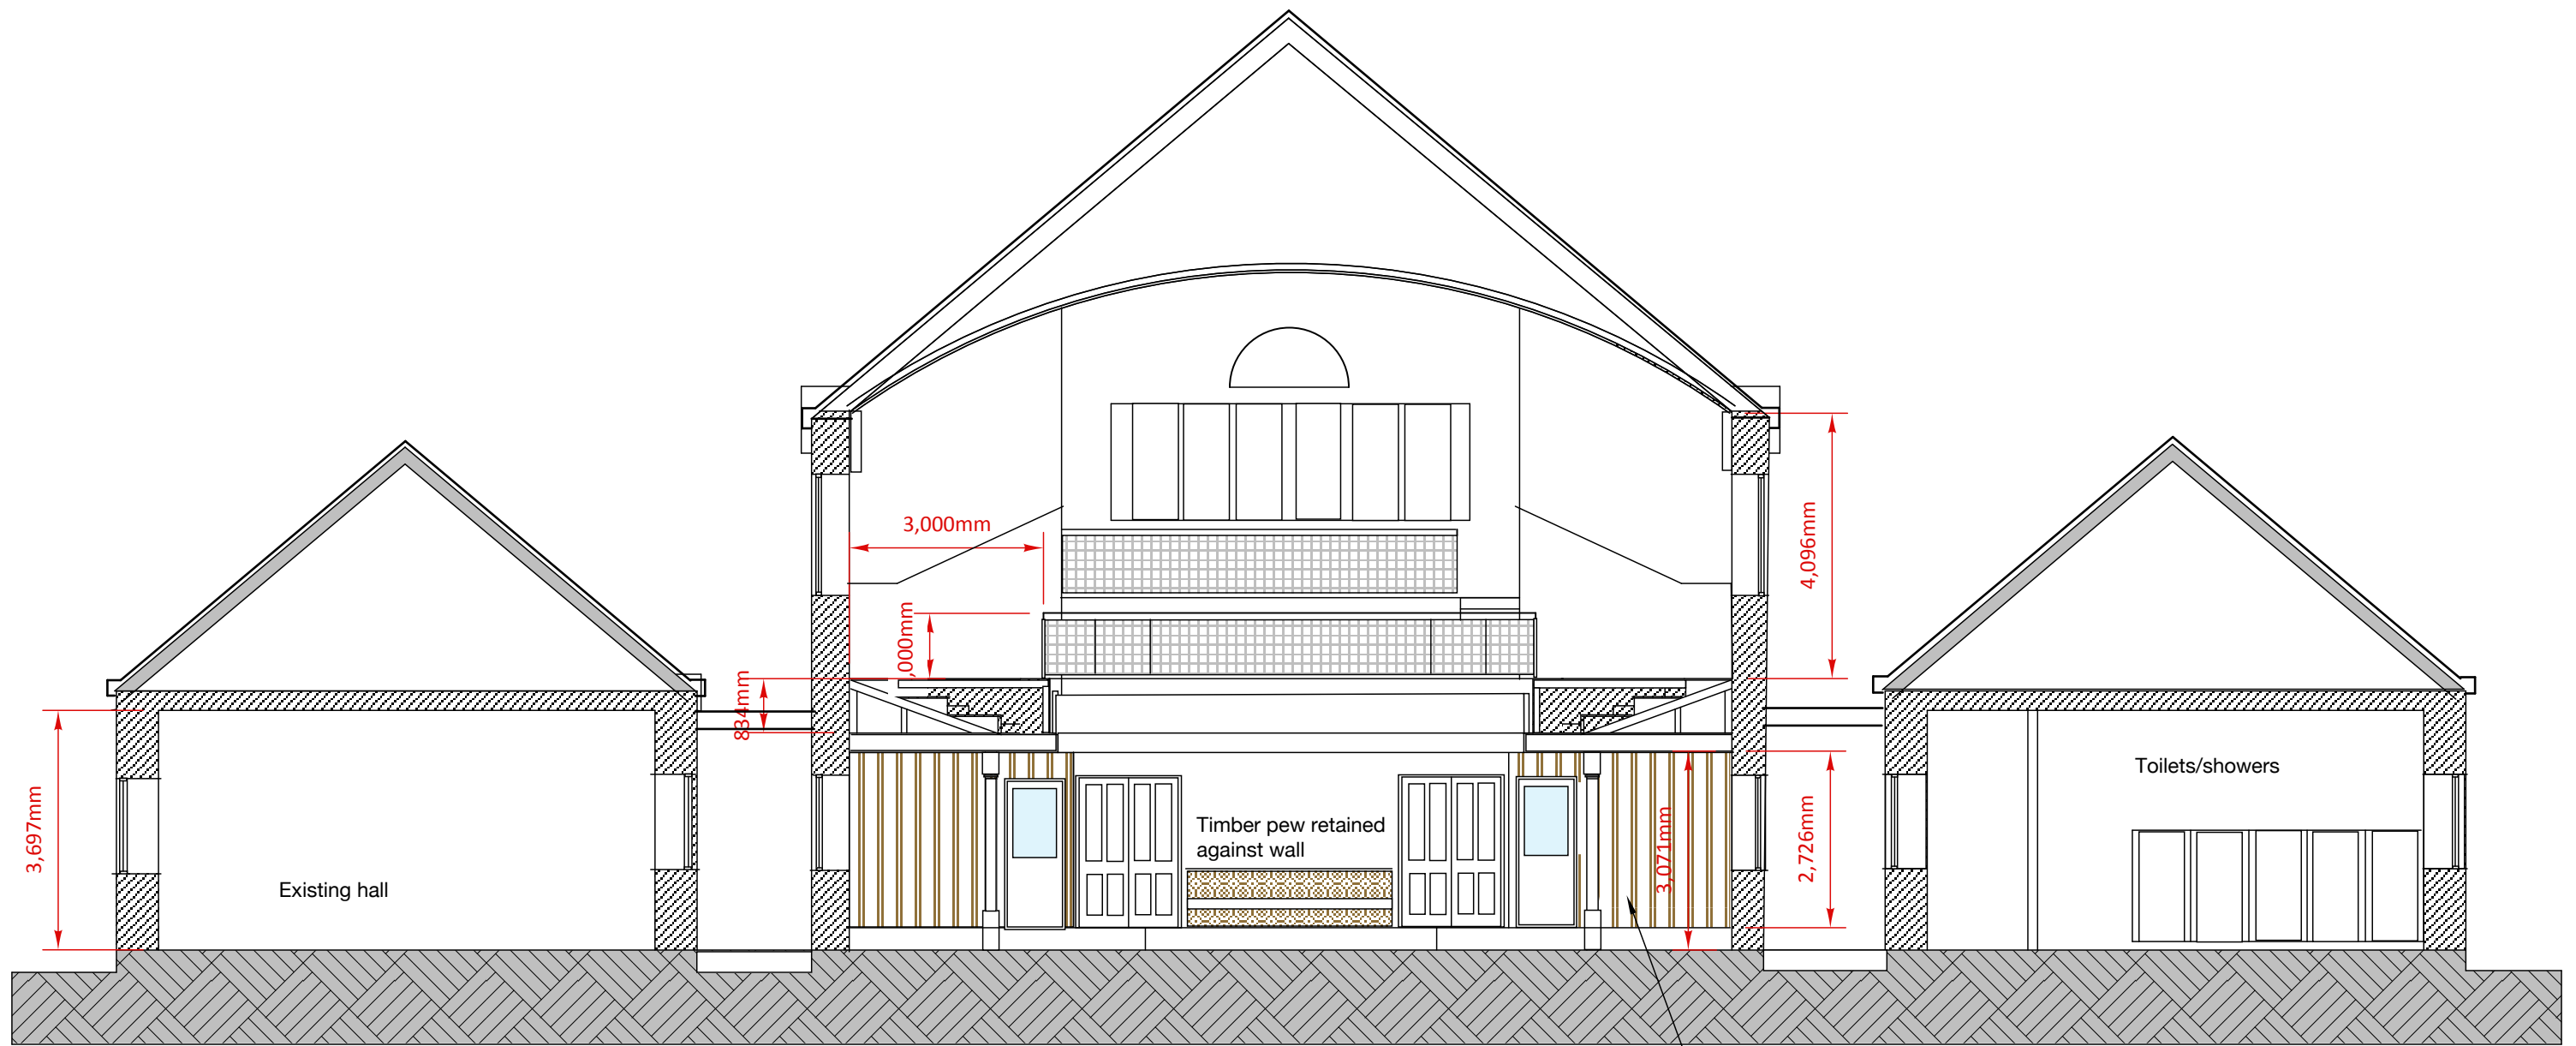 3,000mm
4,096mm
,000mm
834mm
3,697mm
Existing hall
Timber pew retained
against wall
3,071mm
2,726mm
Toilets/showers